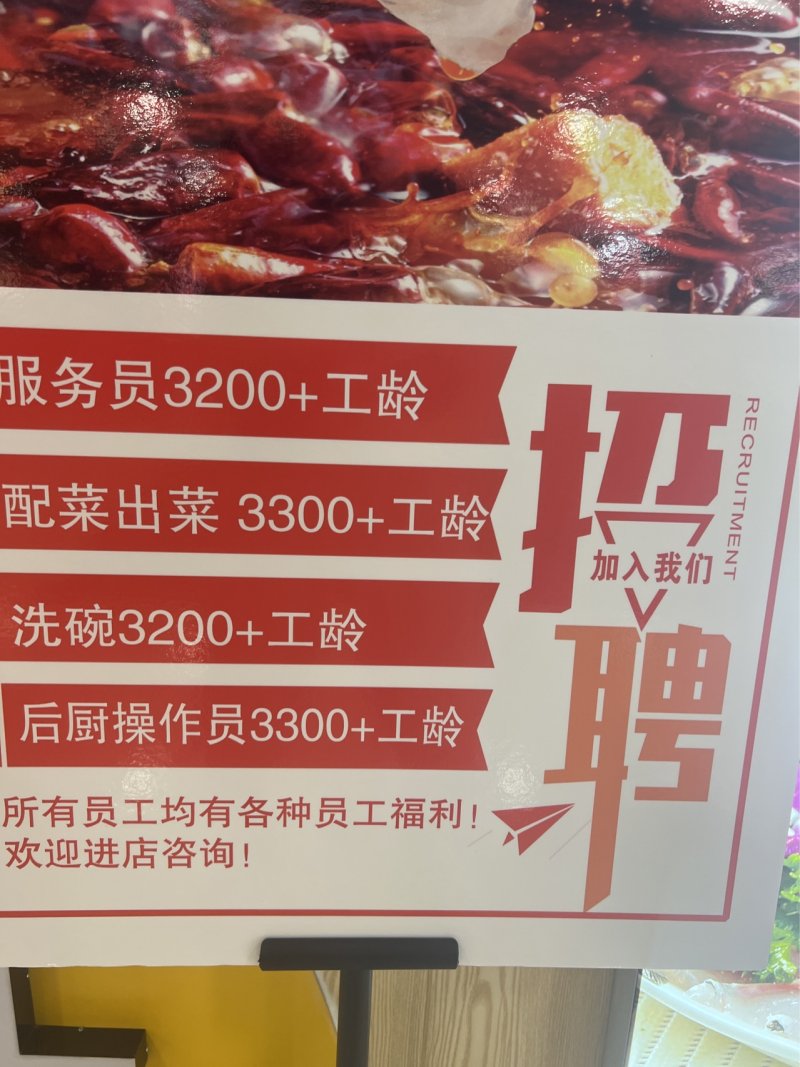 服务员3200+工龄
配菜出菜 3300+工龄
洗碗3200+工龄
后厨操作员3300+工龄
所有员工均有各种员工福利！
欢迎进店咨询！
招聘
加入我们
RECRUITMENT